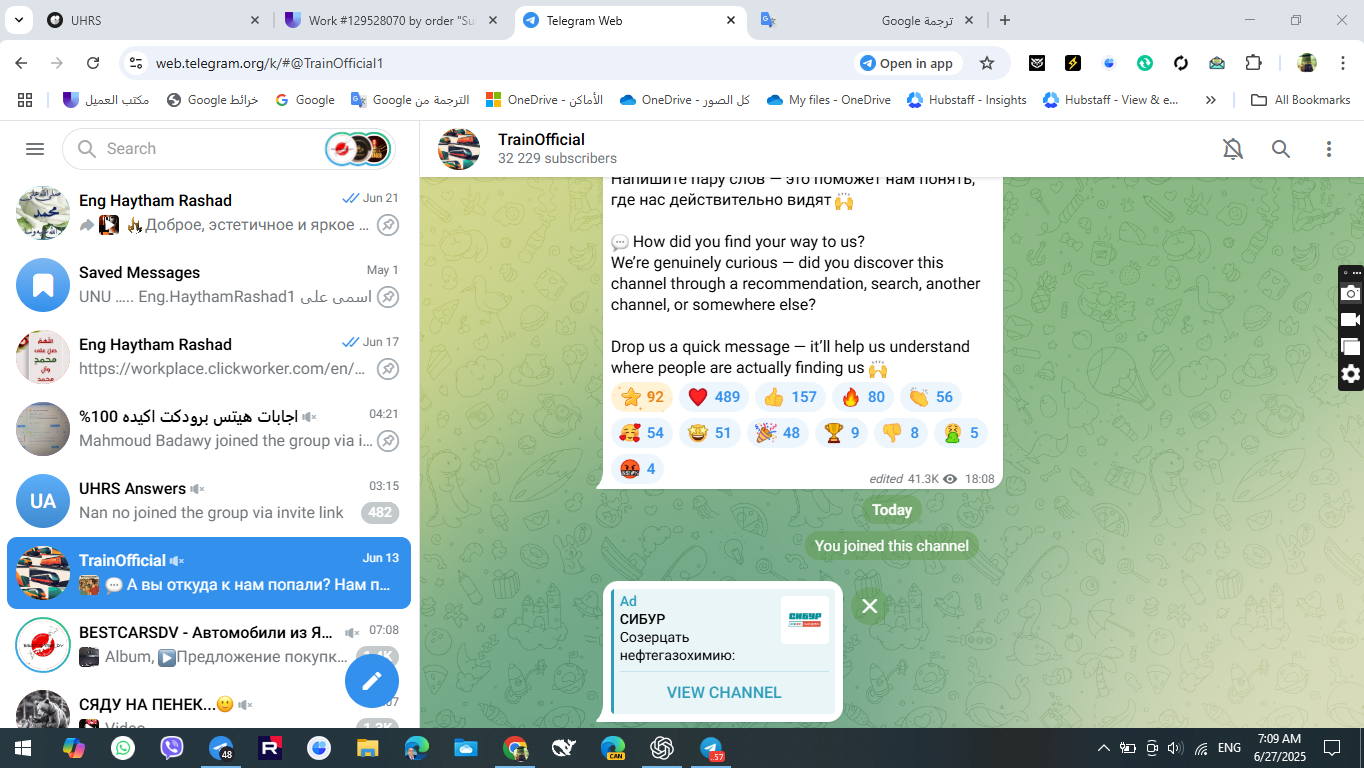 UHRS
Work #129528070 by order "Su
Telegram Web
ترجمة Google
web.telegram.org/k/#@TrainOfficial1
Open in app
مكتب العميل
خرائط Google
Google
الترجمة من Google
الأماكن - OneDrive
كل الصور - OneDrive
My files - OneDrive
Hubstaff - Insights
Hubstaff - View & e...
All Bookmarks
Search
Eng Haytham Rashad
Jun 21
Доброе, эстетичное и яркое ...
Saved Messages
May 1
UNU ..... Eng.HaythamRashad1 اسمى على
Eng Haytham Rashad
Jun 17
https://workplace.clickworker.com/en/...
اجابات هيتس برودكت اكيده 100%
04:21
Mahmoud Badawy joined the group via i...
UA
UHRS Answers
03:15
Nan no joined the group via invite link
482
TrainOfficial
Jun 13
А вы откуда к нам попали? Нам п...
BESTCARSDV - Автомобили из Я...
07:08
Album, Предложение покупк...
СЯДУ НА ПЕНЕК...
Video
TrainOfficial
32 229 subscribers
Напишите пару слов — это поможет нам понять,
где нас действительно видят
How did you find your way to us?
We're genuinely curious — did you discover this
channel through a recommendation, search, another
channel, or somewhere else?
Drop us a quick message — it'll help us understand
where people are actually finding us
92 489 157 80 56
54 51 48 9 8 5
4
edited 41.3K 18:08
Today
You joined this channel
Ad
СИБУР
Созерцать
нефтегазохимию:
СИБУР
VIEW CHANNEL
48
CAN
57
ENG
7:09 AM
6/27/2025